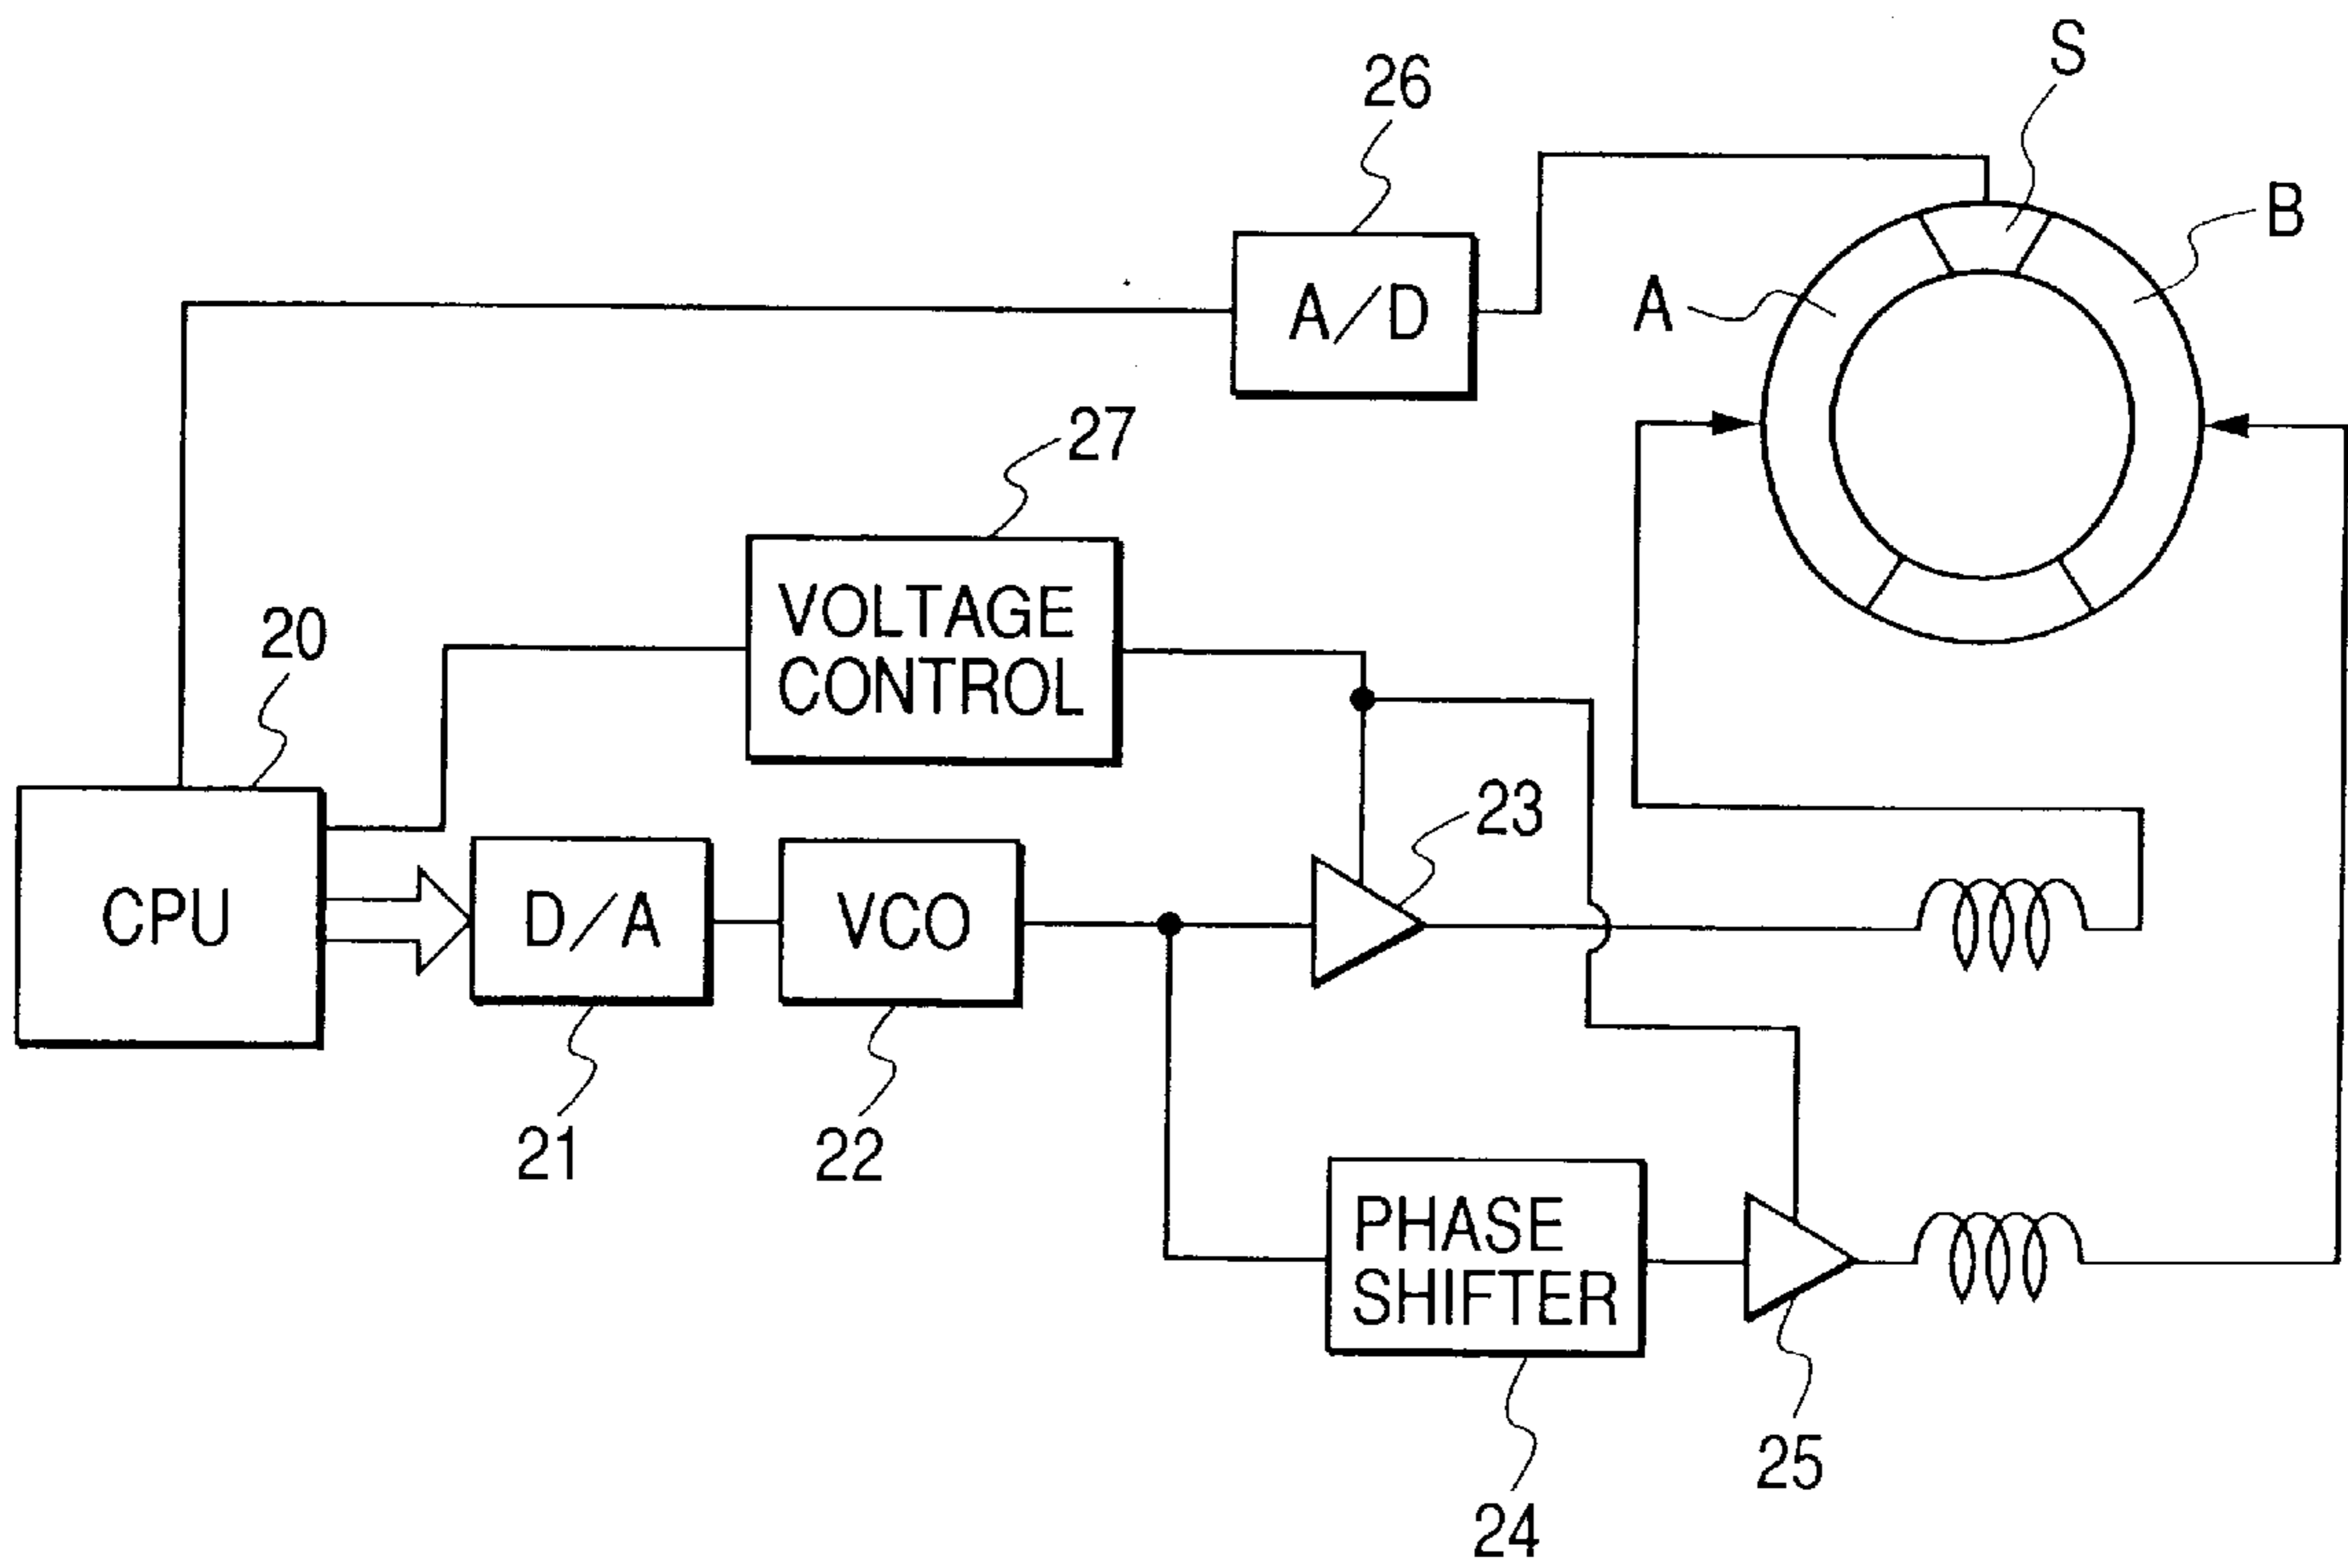 S
26
B
A/D
A
27
VOLTAGE
CONTROL
20
23
CPU
D/A
VCO
21
22
PHASE
SHIFTER
25
24